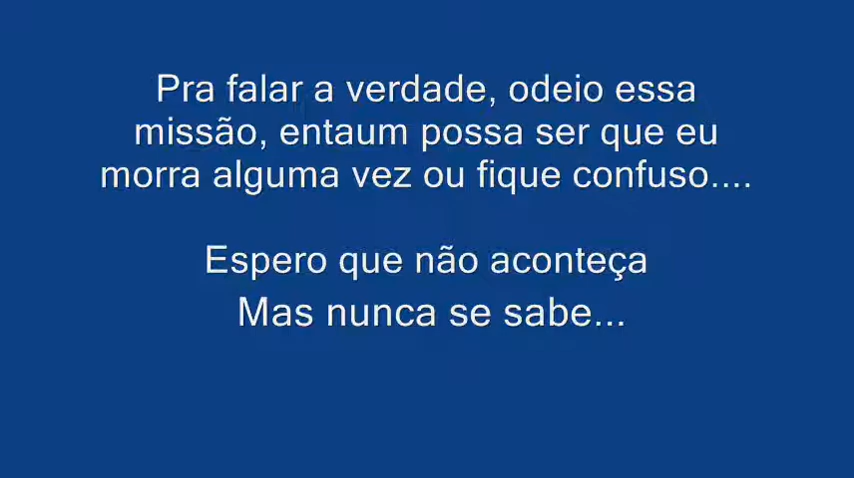 Pra falar a verdade, odeio essa
missão, entaum possa ser que eu
morra alguma vez ou fique confuso....
Espero que não aconteça
Mas nunca se sabe...